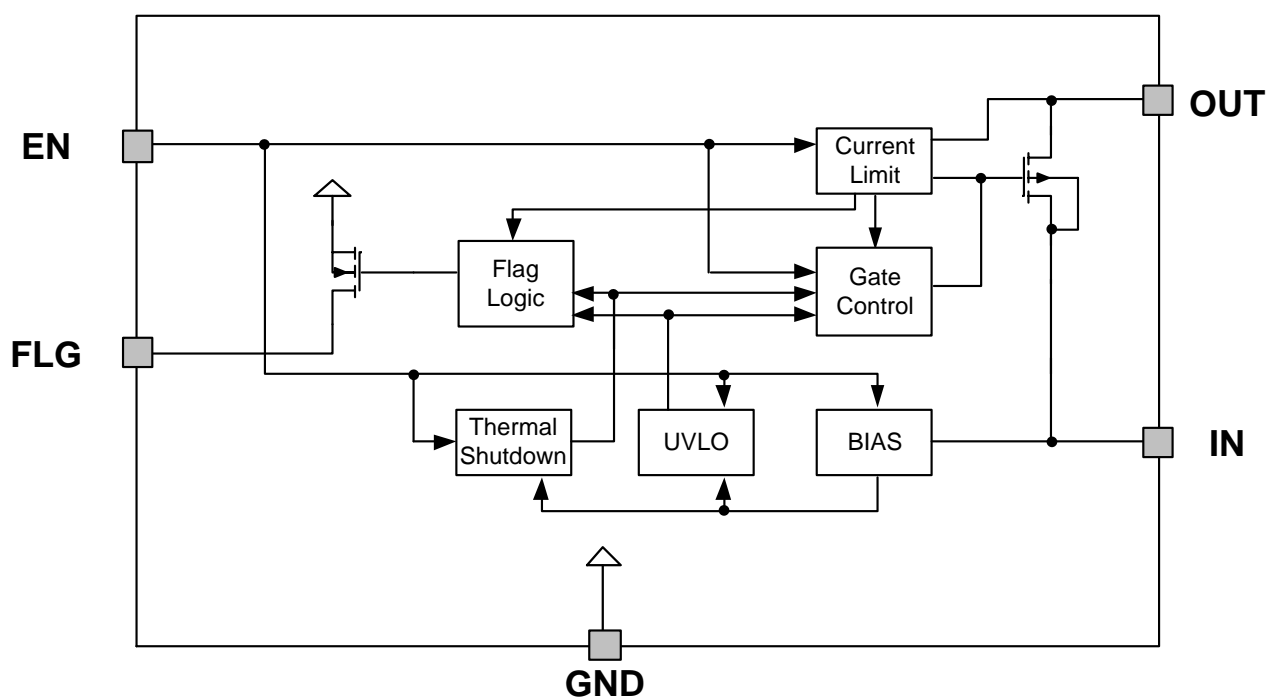 OUT
EN
Current
Limit
Flag
Logic
Gate
Control
FLG
Thermal
Shutdown
UVLO
BIAS
IN
GND